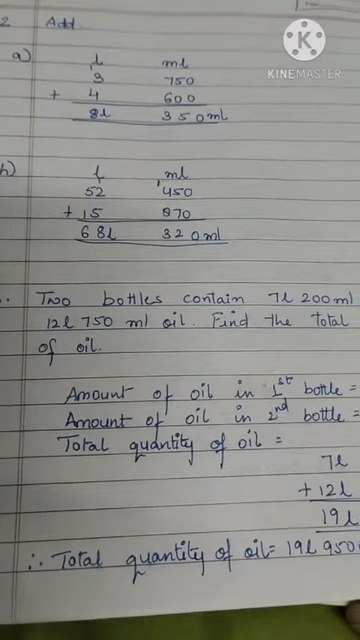 2 Add.
K
KINEMASTER
a) l ml
3 750
+ 4 600
8l 350ml
b) l ml
52 450
+ 15 870
68l 320ml
Two bottles contain 7l 200ml
12l 750 ml oil. Find the total
of oil.
Amount of oil in 1st bottle =
Amount of oil in 2nd bottle =
Total quantity of oil =
7l
+ 12l
19l
∴ Total quantity of oil = 19l 950